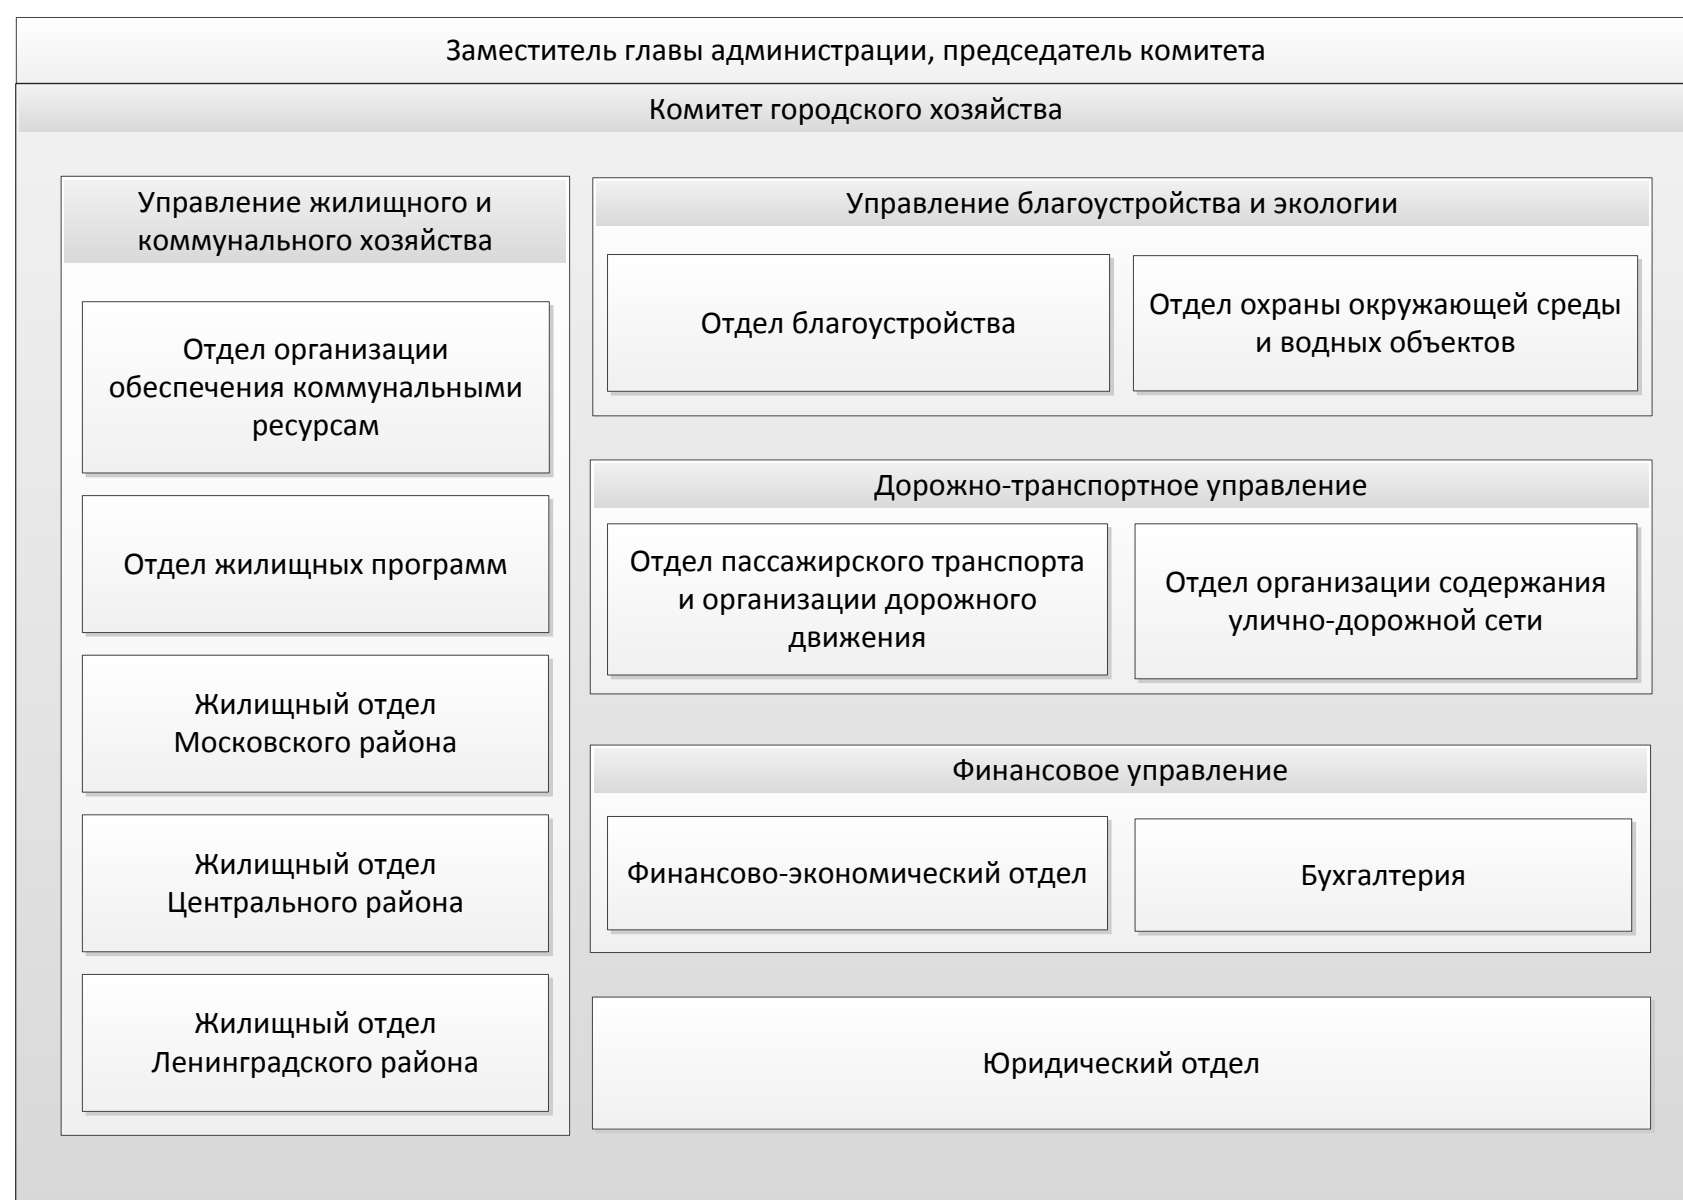 Заместитель главы администрации, председатель комитета
Комитет городского хозяйства
Управление жилищного и
коммунального хозяйства
Отдел организации
обеспечения коммунальными
ресурсам
Отдел жилищных программ
Жилищный отдел
Московского района
Жилищный отдел
Центрального района
Жилищный отдел
Ленинградского района
Управление благоустройства и экологии
Отдел благоустройства
Отдел охраны окружающей среды
и водных объектов
Дорожно-транспортное управление
Отдел пассажирского транспорта
и организации дорожного
движения
Отдел организации содержания
улично-дорожной сети
Финансовое управление
Финансово-экономический отдел
Бухгалтерия
Юридический отдел